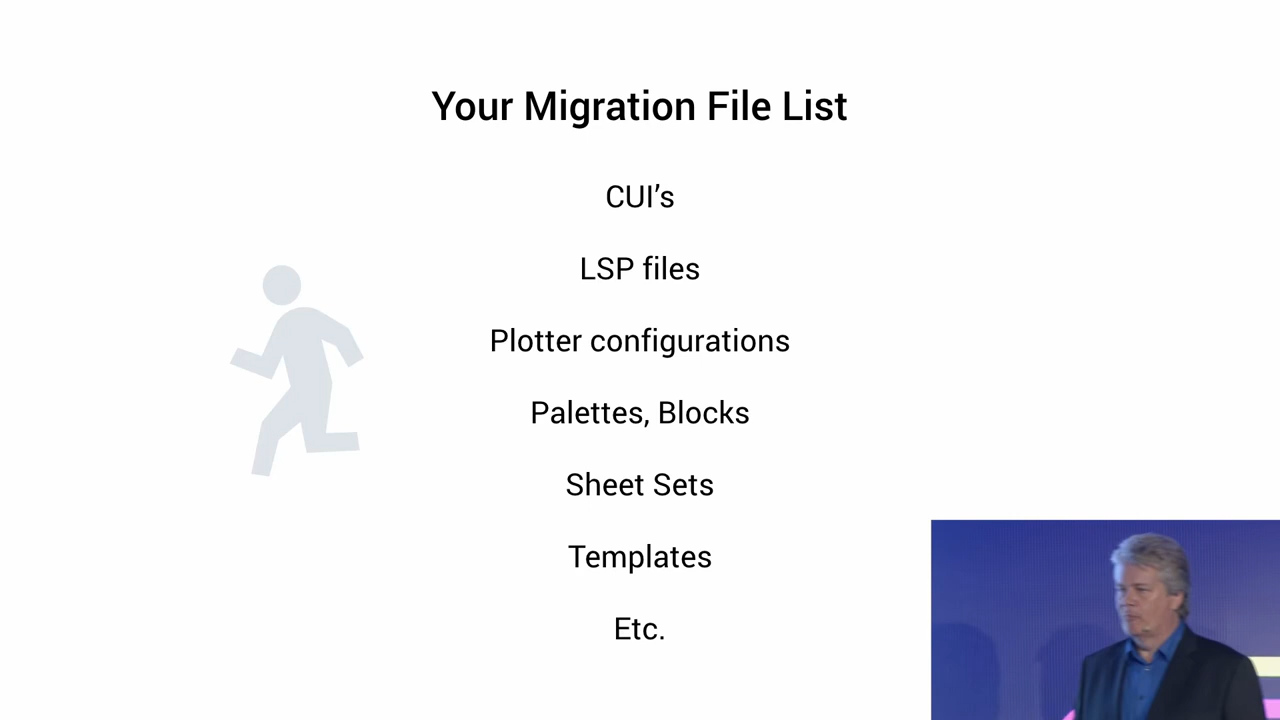 Your Migration File List
CUI’s
LSP files
Plotter configurations
Palettes, Blocks
Sheet Sets
Templates
Etc.